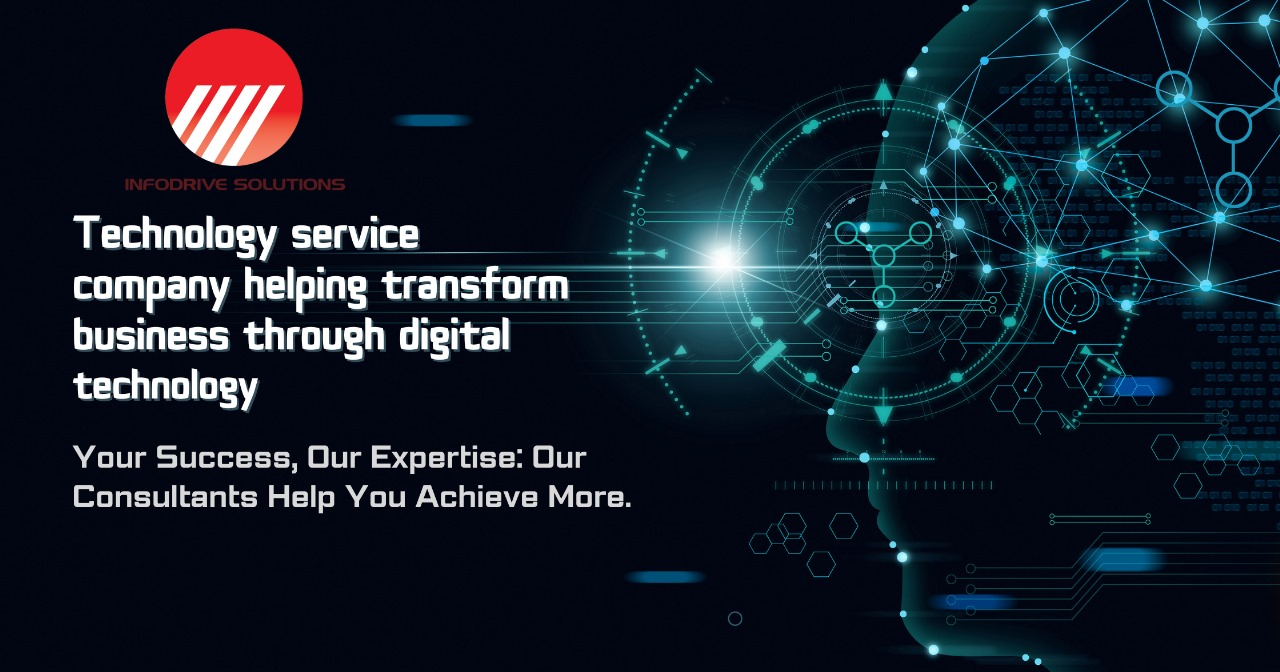 INFODRIVE SOLUTIONS
Technology service
company helping transform
business through digital
technology
Your Success, Our Expertise: Our
Consultants Help You Achieve More.